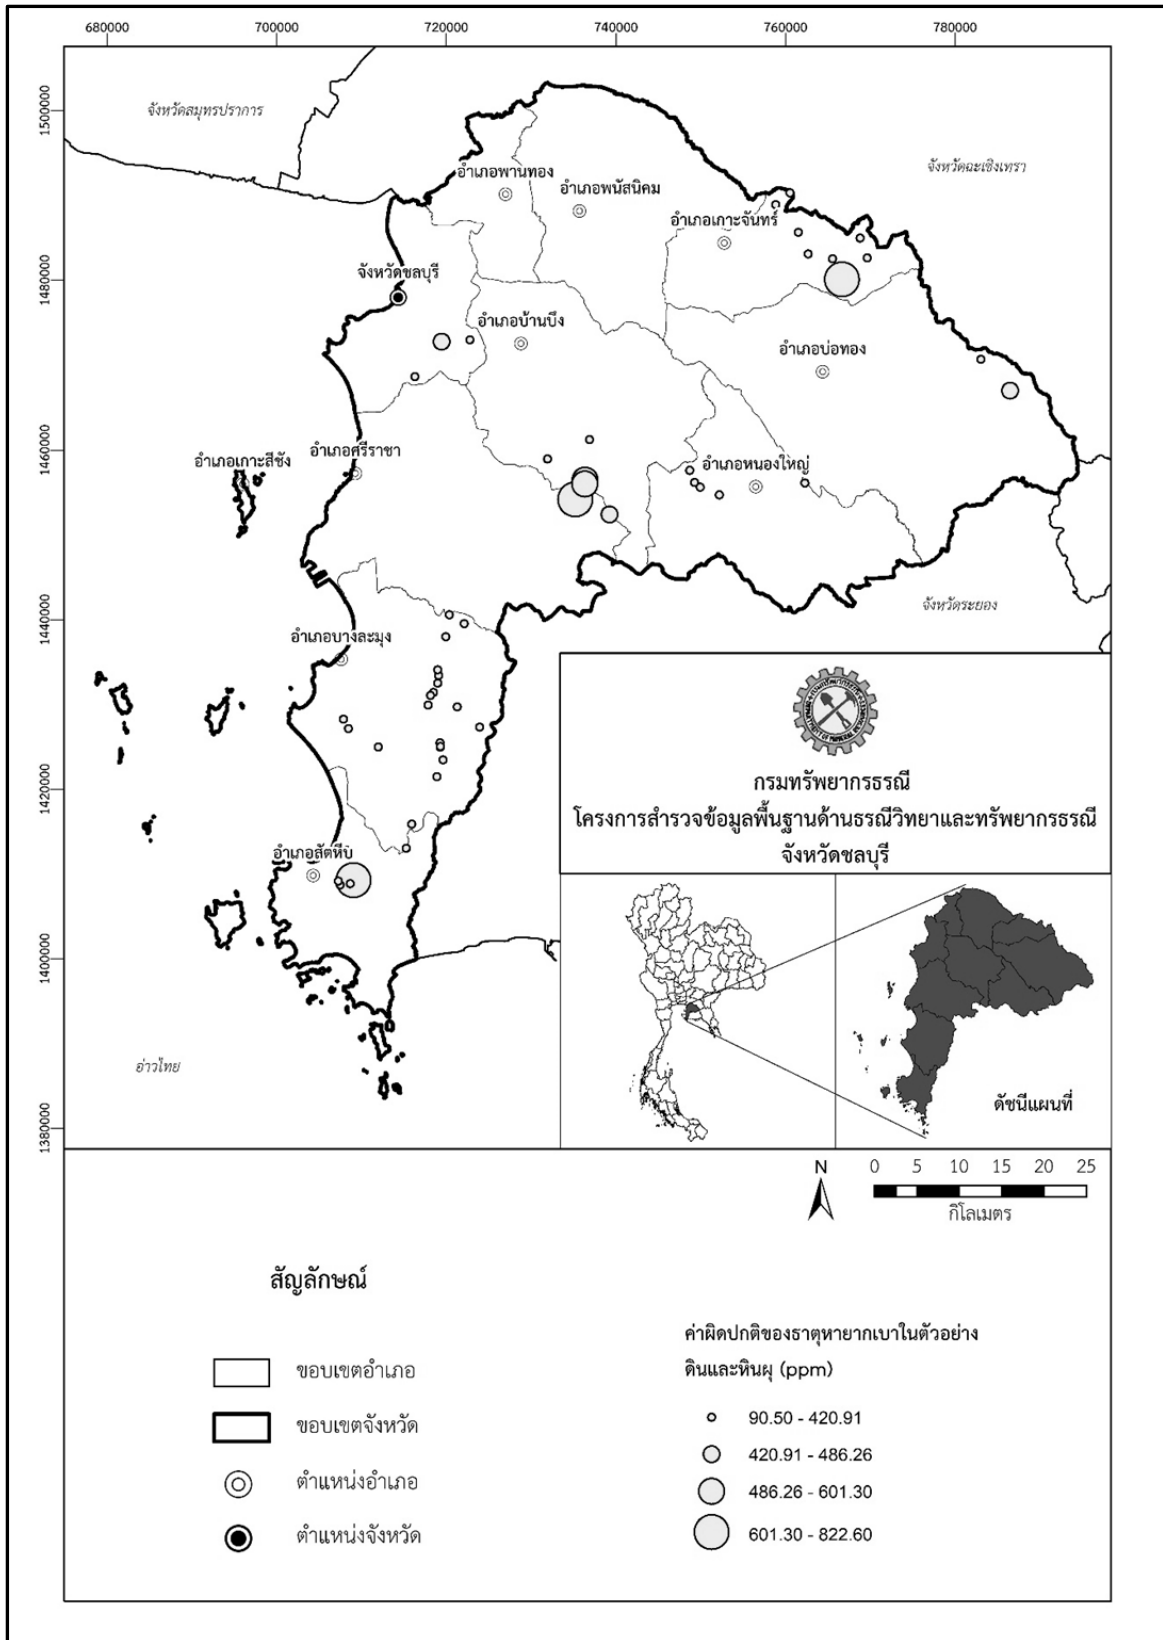 680000 700000 720000 740000 760000 780000
1500000
จังหวัดสมุทรปราการ
จังหวัดฉะเชิงเทรา
อำเภอพานทอง
อำเภอพนัสนิคม
อำเภอเกาะจันทร์
1480000
จังหวัดชลบุรี
อำเภอบ้านบึง
อำเภอบ่อทอง
1460000
อำเภอศรีราชา
อำเภอเกาะสีชัง
อำเภอหนองใหญ่
จังหวัดระยอง
1440000
อำเภอบางละมุง
1420000
กรมทรัพยากรธรณี
โครงการสำรวจข้อมูลพื้นฐานด้านธรณีวิทยาและทรัพยากรธรณี
จังหวัดชลบุรี
อำเภอสัตหีบ
1400000
อ่าวไทย
ดัชนีแผนที่
1380000
N
0 5 10 15 20 25
กิโลเมตร
สัญลักษณ์
ขอบเขตอำเภอ
ขอบเขตจังหวัด
ตำแหน่งอำเภอ
ตำแหน่งจังหวัด
ค่าผิดปกติของธาตุหายากเบาในตัวอย่าง
ดินและหินผุ (ppm)
90.50 - 420.91
420.91 - 486.26
486.26 - 601.30
601.30 - 822.60